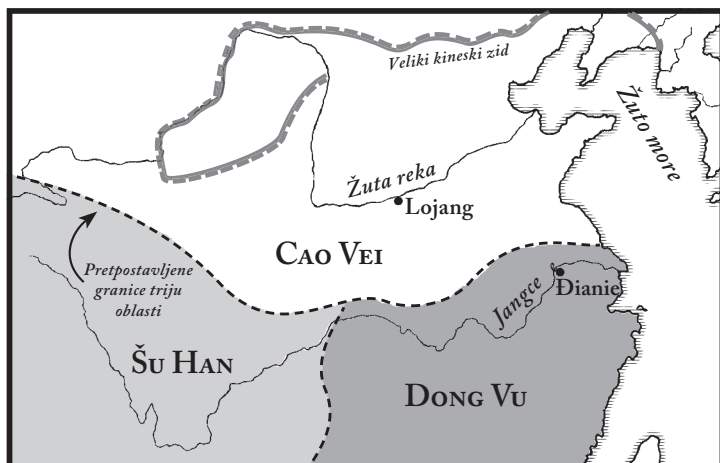 Veliki kineski zid
Žuto more
Žuta reka
Lojang
Cao Vei
Pretpostavljene
granice triju
oblasti
Jangce
Đianie
Šu Han
Dong Vu